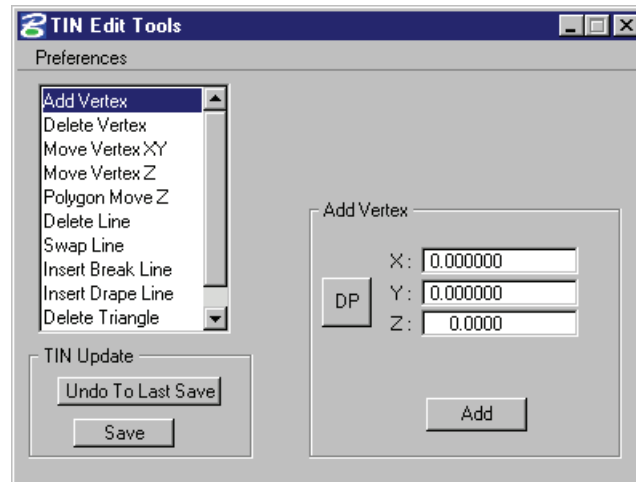 TIN Edit Tools
Preferences
Add Vertex
Delete Vertex
Move Vertex XY
Move Vertex Z
Polygon Move Z
Delete Line
Swap Line
Insert Break Line
Insert Drape Line
Delete Triangle
TIN Update
Undo To Last Save
Save
Add Vertex
DP
X: 0.000000
Y: 0.000000
Z: 0.0000
Add